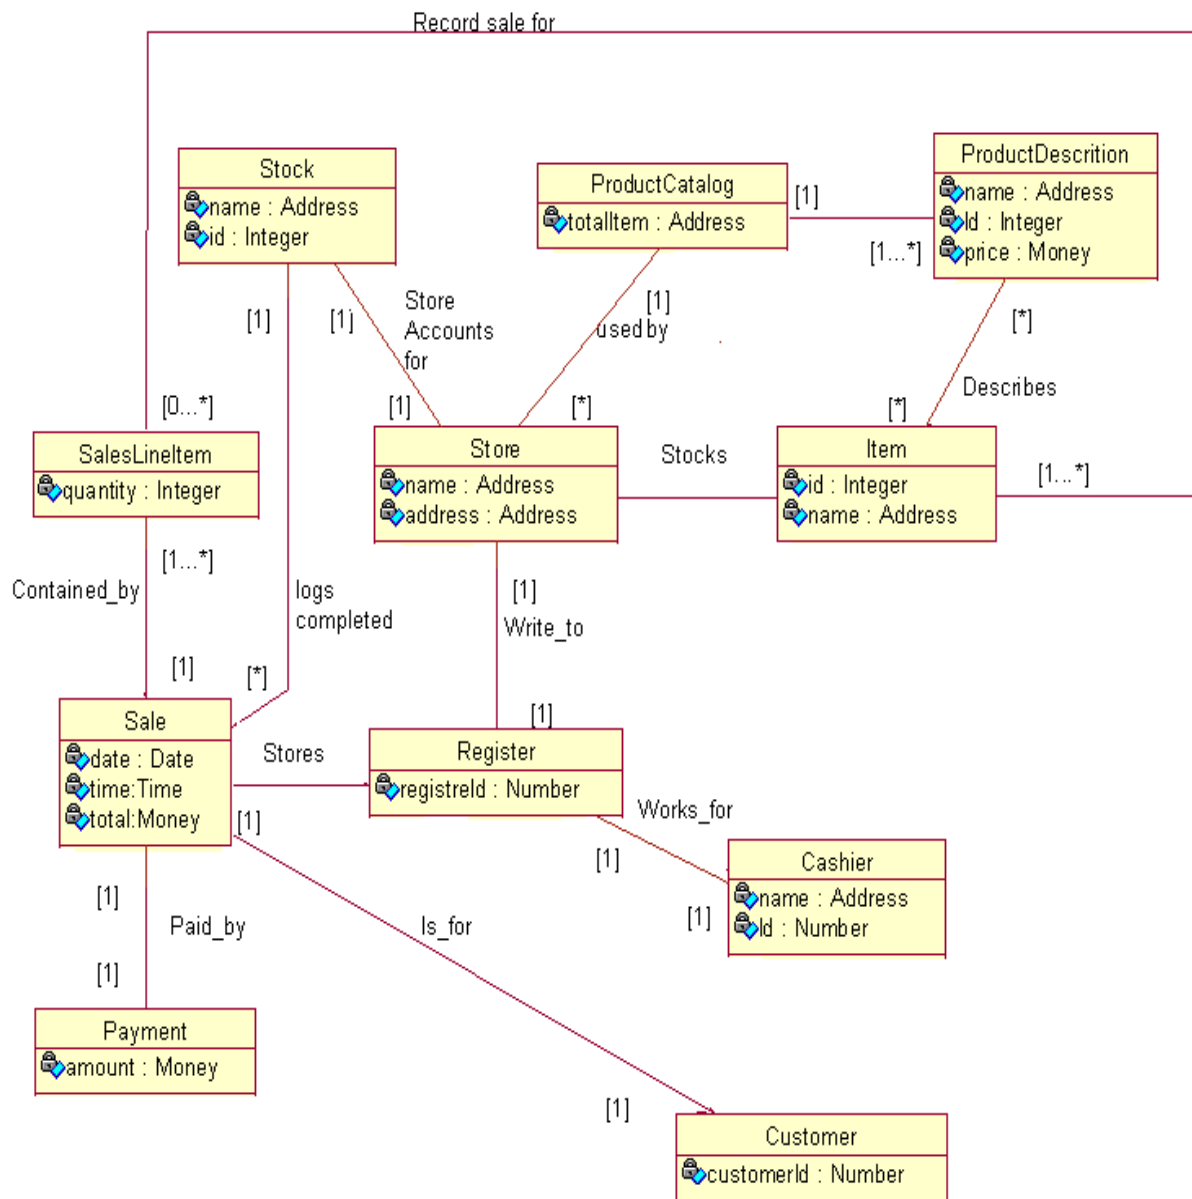 Record sale for
Stock
name : Address
id : Integer
ProductCatalog
totalItem : Address
[1]
ProductDescrition
name : Address
Id : Integer
price : Money
[1...*]
[1]
[1]
Store
Accounts
for
[1]
used by
[*]
Describes
[0...*]
[1]
[*]
[*]
SalesLineItem
quantity : Integer
Store
name : Address
address : Address
Stocks
Item
id : Integer
name : Address
[1...*]
[1...*]
Contained_by
logs
completed
[1]
Write_to
[1]
[*]
[1]
Sale
date : Date
time:Time
total:Money
Stores
Register
registreId : Number
[1]
Works_for
[1]
[1]
Cashier
name : Address
Id : Number
[1]
Paid_by
Is_for
[1]
Payment
amount : Money
[1]
Customer
customerId : Number